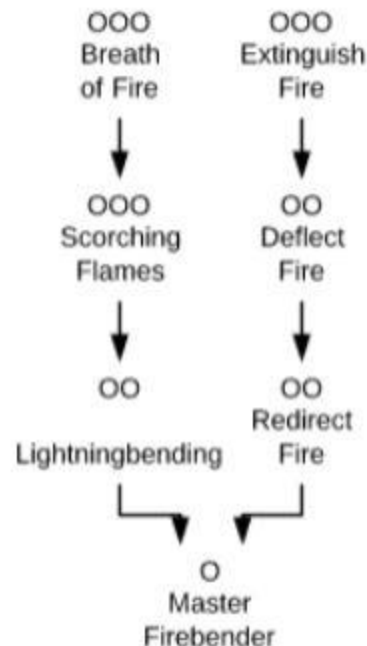 OOO
Breath
of Fire
OOO
Extinguish
Fire
OOO
Scorching
Flames
OO
Deflect
Fire
OO
Lightningbending
OO
Redirect
Fire
O
Master
Firebender